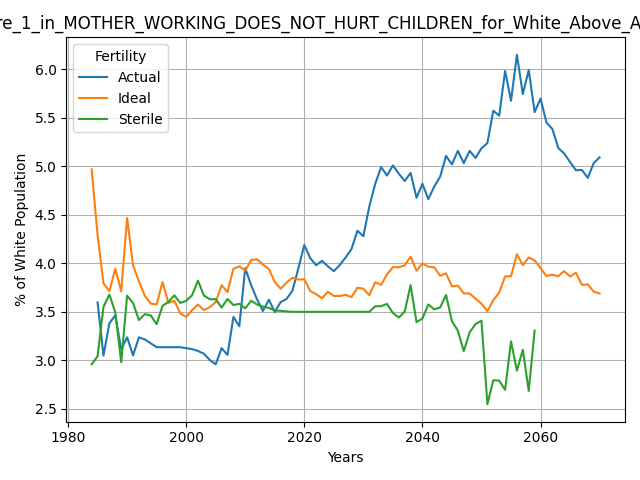 re_1_in_MOTHER_WORKING_DOES_NOT_HURT_CHILDREN_for_White_Above_A
Fertility
Actual
Ideal
Sterile
% of White Population
6.0
5.5
5.0
4.5
4.0
3.5
3.0
2.5
1980 2000 2020 2040 2060
Years